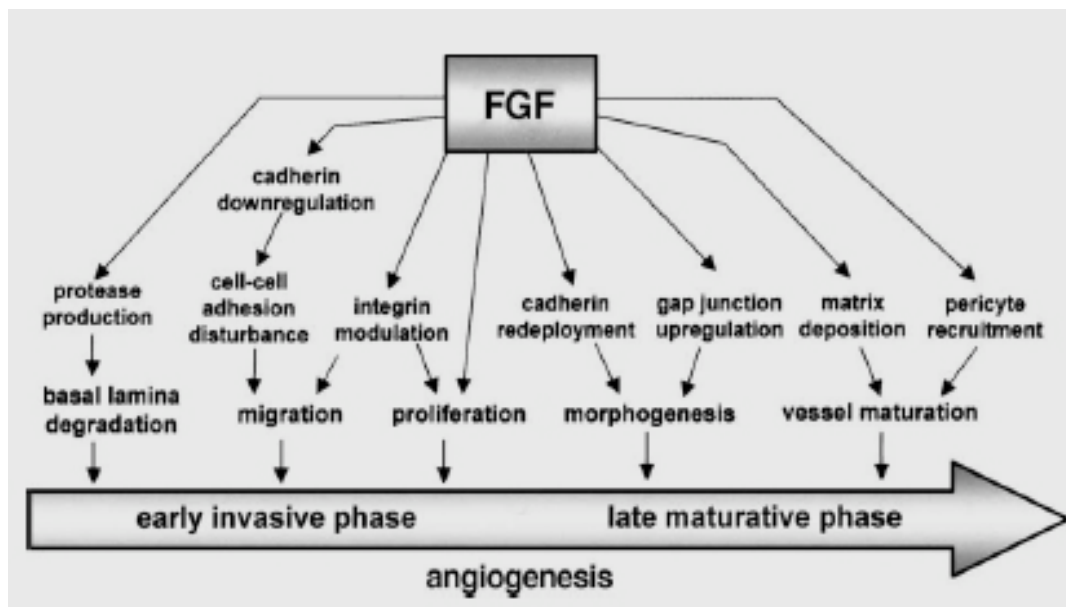 FGF
cadherin
downregulation
protease
production
cell-cell
adhesion
disturbance
integrin
modulation
cadherin
redeployment
gap junction
upregulation
matrix
deposition
pericyte
recruitment
basal lamina
degradation
migration
proliferation
morphogenesis
vessel maturation
early invasive phase
late maturative phase
angiogenesis